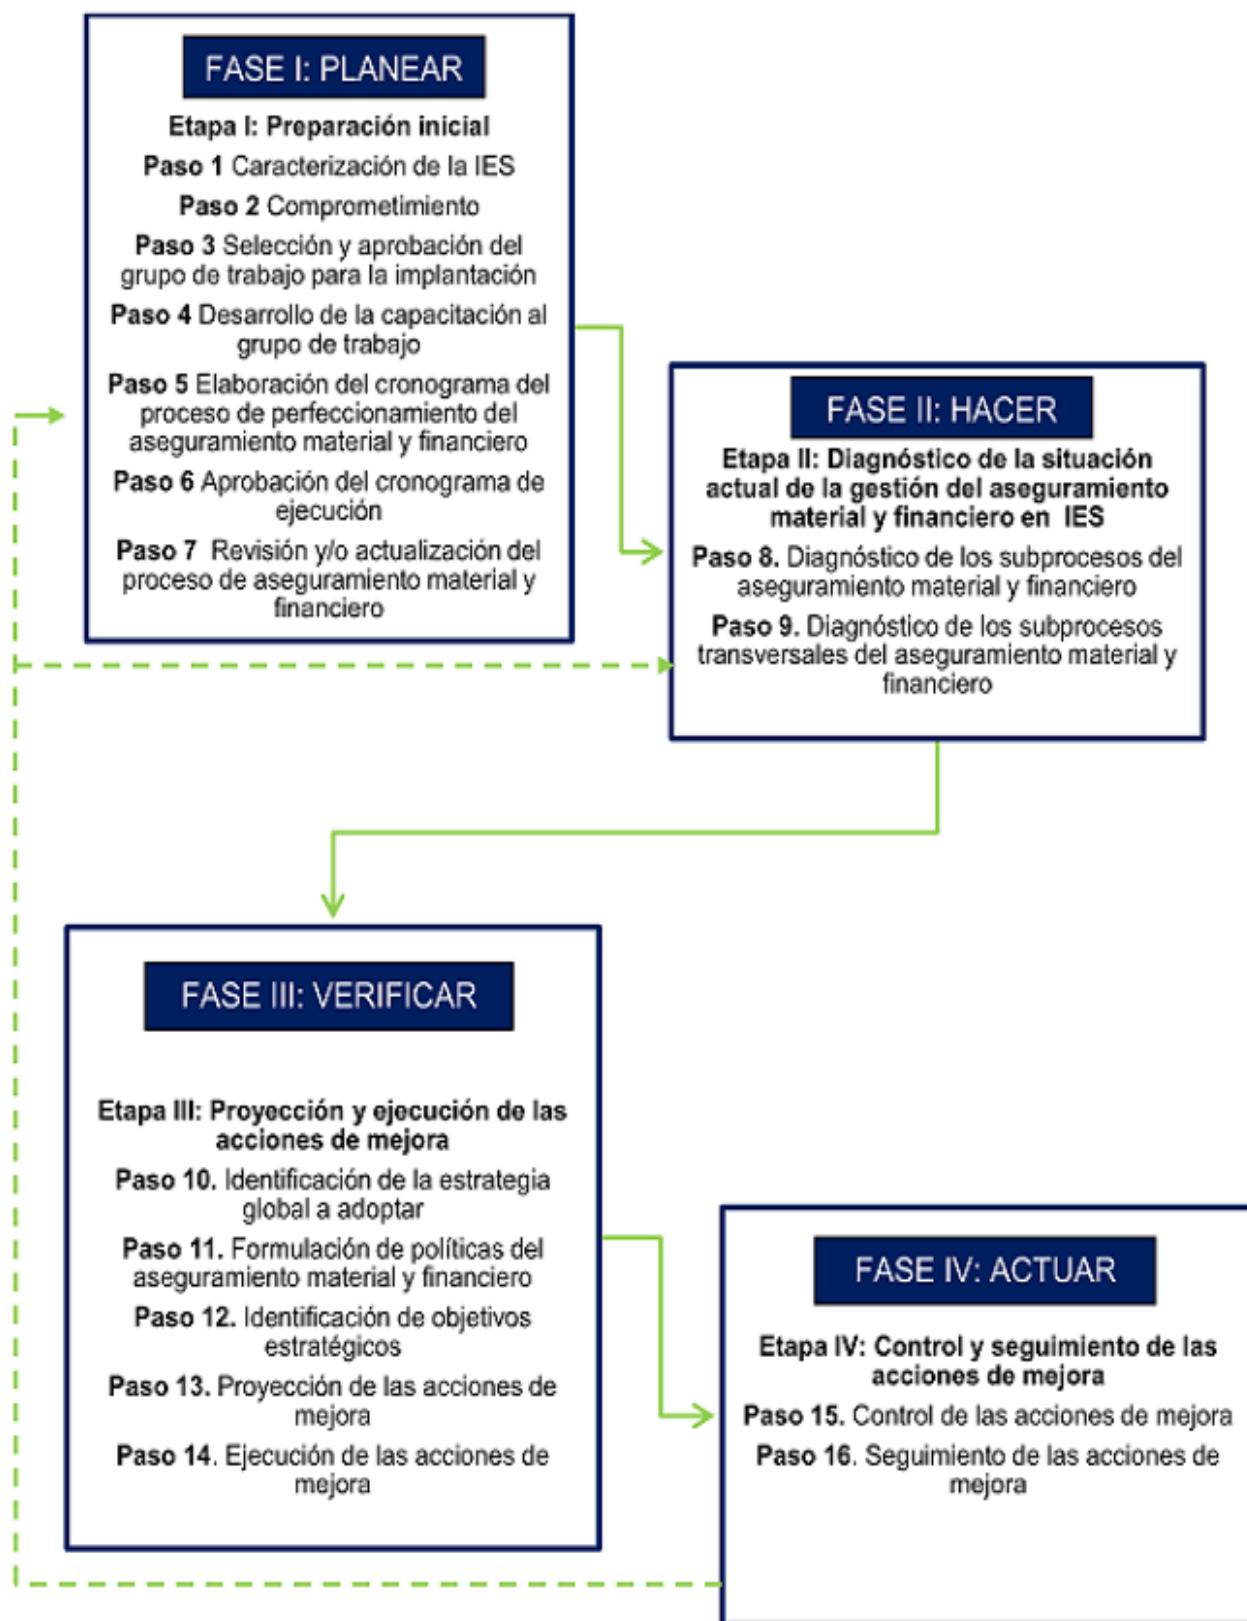 FASE I: PLANEAR
Etapa I: Preparación inicial
Paso 1 Caracterización de la IES
Paso 2 Comprometimiento
Paso 3 Selección y aprobación del
grupo de trabajo para la implantación
Paso 4 Desarrollo de la capacitación al
grupo de trabajo
Paso 5 Elaboración del cronograma del
proceso de perfeccionamiento del
aseguramiento material y financiero
Paso 6 Aprobación del cronograma de
ejecución
Paso 7 Revisión y/o actualización del
proceso de aseguramiento material y
financiero
FASE II: HACER
Etapa II: Diagnóstico de la situación
actual de la gestión del aseguramiento
material y financiero en IES
Paso 8. Diagnóstico de los subprocesos del
aseguramiento material y financiero
Paso 9. Diagnóstico de los subprocesos
transversales del aseguramiento material y
financiero
FASE III: VERIFICAR
Etapa III: Proyección y ejecución de las
acciones de mejora
Paso 10. Identificación de la estrategia
global a adoptar
Paso 11. Formulación de políticas del
aseguramiento material y financiero
Paso 12. Identificación de objetivos
estratégicos
Paso 13. Proyección de las acciones de
mejora
Paso 14. Ejecución de las acciones de
mejora
FASE IV: ACTUAR
Etapa IV: Control y seguimiento de las
acciones de mejora
Paso 15. Control de las acciones de mejora
Paso 16. Seguimiento de las acciones de
mejora